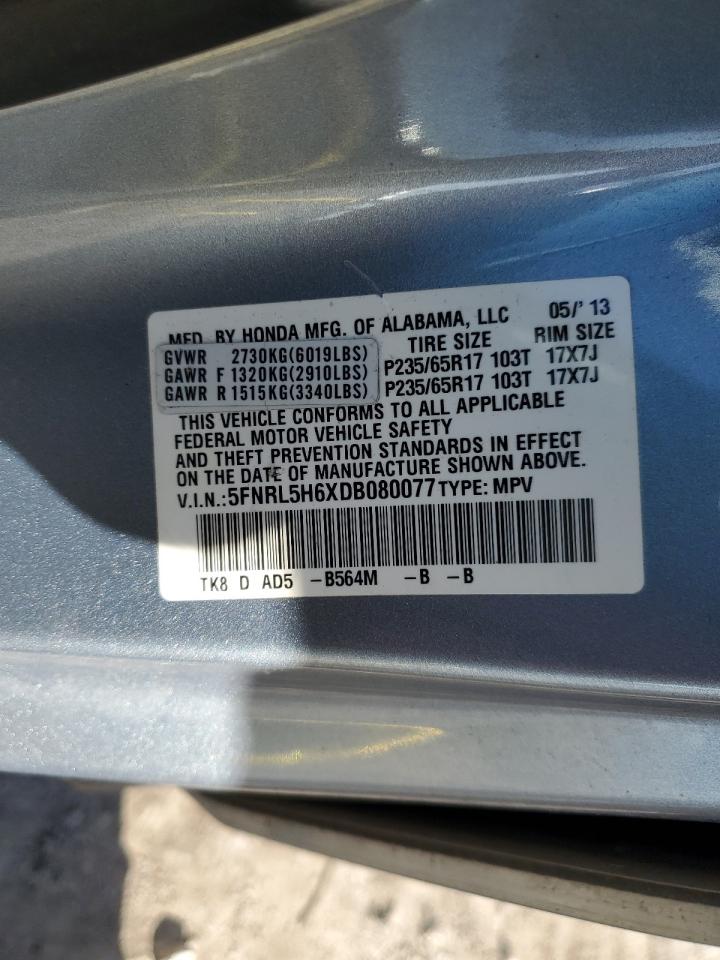 MFD. BY HONDA MFG. OF ALABAMA, LLC 05/' 13
TIRE SIZE RIM SIZE
GVWR 2730KG(6019LBS)
GAWR F 1320KG(2910LBS) P235/65R17 103T 17X7J
GAWR R 1515KG(3340LBS) P235/65R17 103T 17X7J
THIS VEHICLE CONFORMS TO ALL APPLICABLE
FEDERAL MOTOR VEHICLE SAFETY
AND THEFT PREVENTION STANDARDS IN EFFECT
ON THE DATE OF MANUFACTURE SHOWN ABOVE.
V.I.N.:5FNRL5H6XDB080077 TYPE: MPV
TK8 D AD5 -B564M -B -B